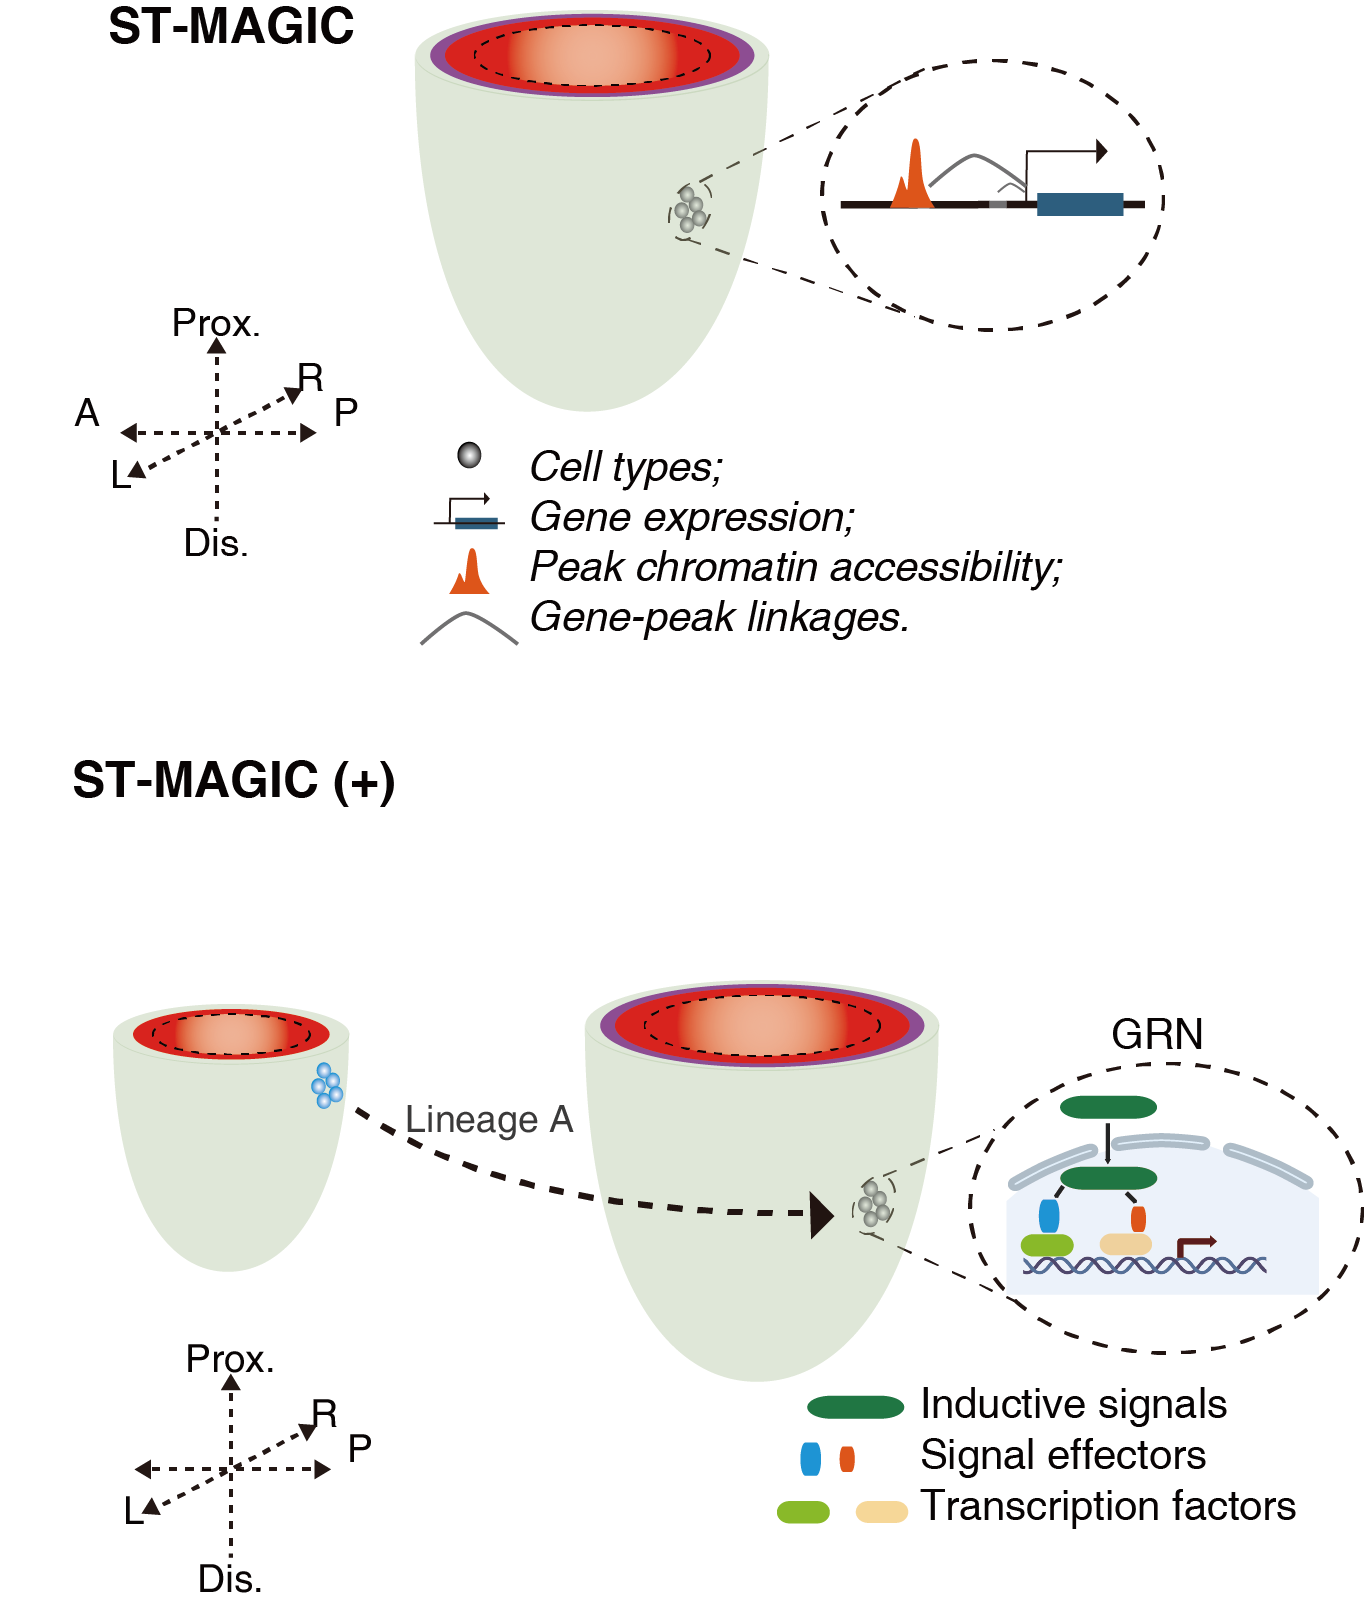 ST-MAGIC
Prox.
R
A
P
L
Dis.
Cell types;
Gene expression;
Peak chromatin accessibility;
Gene-peak linkages.
ST-MAGIC (+)
GRN
Lineage A
Prox.
R
P
L
Dis.
Inductive signals
Signal effectors
Transcription factors